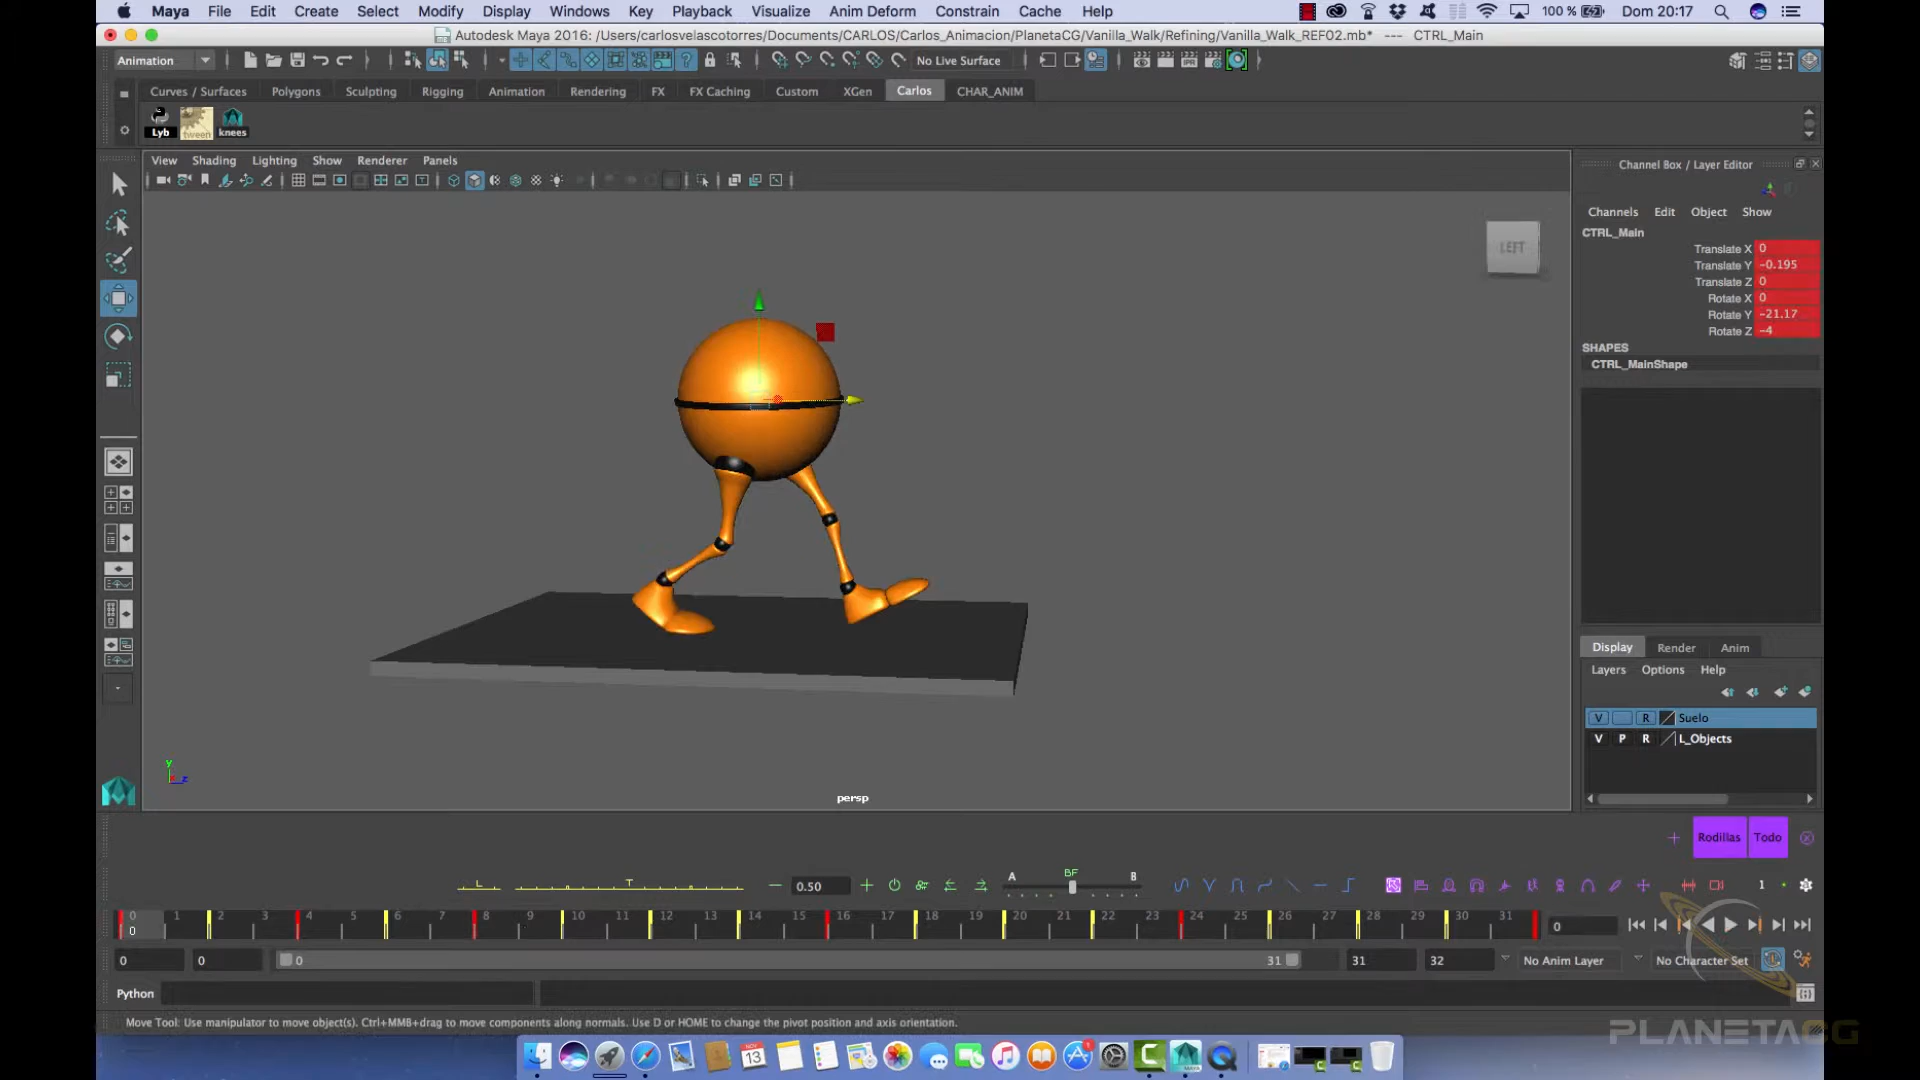 Maya File Edit Create Select Modify Display Windows Key Playback Visualize Anim Deform Constrain Cache Help 100 % Dom 20:17
Autodesk Maya 2016: /Users/carlosvelascotorres/Documents/CARLOS/Carlos_Animacion/PlanetaCG/Vanilla_Walk/Refining/Vanilla_Walk_REF02.mb* --- CTRL_Main
Animation No Live Surface
Curves / Surfaces Polygons Sculpting Rigging Animation Rendering FX FX Caching Custom XGen Carlos CHAR_ANIM
Lyb tween knees
View Shading Lighting Show Renderer Panels
Channel Box / Layer Editor
Channels Edit Object Show
CTRL_Main
Translate X 0
Translate Y -0.195
Translate Z 0
Rotate X 0
Rotate Y -21.17
Rotate Z -4
SHAPES
CTRL_MainShape
LEFT
Display Render Anim
Layers Options Help
V R Suelo
V P R L_Objects
y
z
persp
Rodillas Todo
L T 0.50 A BF B 1
0 1 2 3 4 5 6 7 8 9 10 11 12 13 14 15 16 17 18 19 20 21 22 23 24 25 26 27 28 29 30 31
0 0
0 0 0 31 31 32 No Anim Layer No Character Set
Python
Move Tool: Use manipulator to move object(s). Ctrl+MMB+drag to move components along normals. Use D or HOME to change the pivot position and axis orientation.
PLANETACG
NOV
13
MAYA